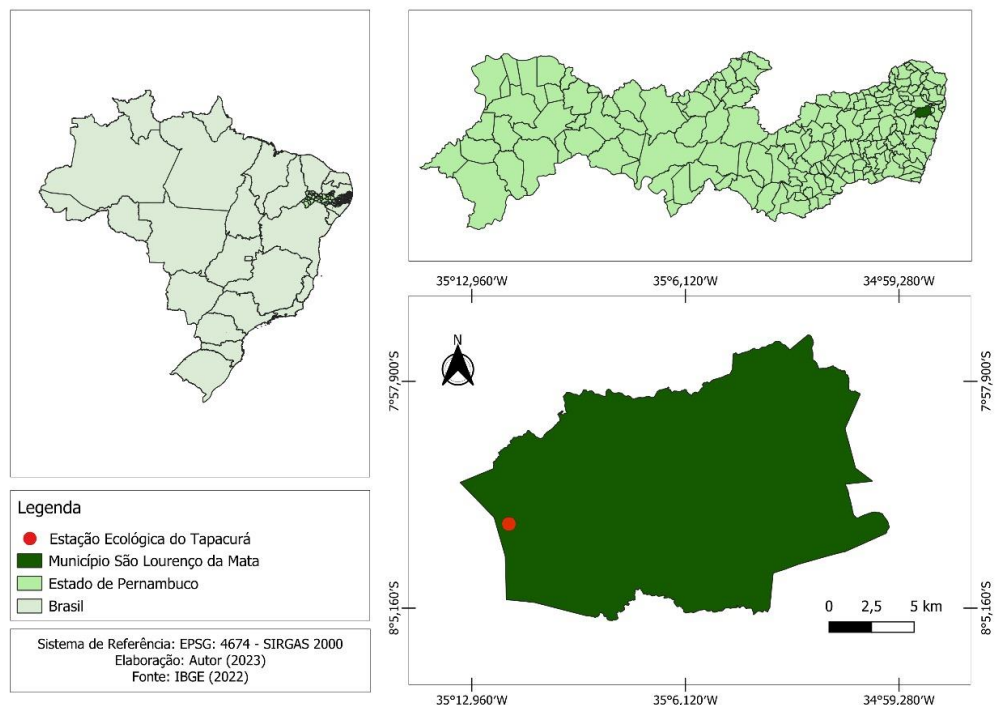 35°12,960'W 35°6,120'W 34°59,280'W
N
7°57,900'S 7°57,900'S
8°5,160'S 8°5,160'S
0 2,5 5 km
35°12,960'W 35°6,120'W 34°59,280'W
Legenda
Estação Ecológica do Tapacurá
Município São Lourenço da Mata
Estado de Pernambuco
Brasil
Sistema de Referência: EPSG: 4674 - SIRGAS 2000
Elaboração: Autor (2023)
Fonte: IBGE (2022)